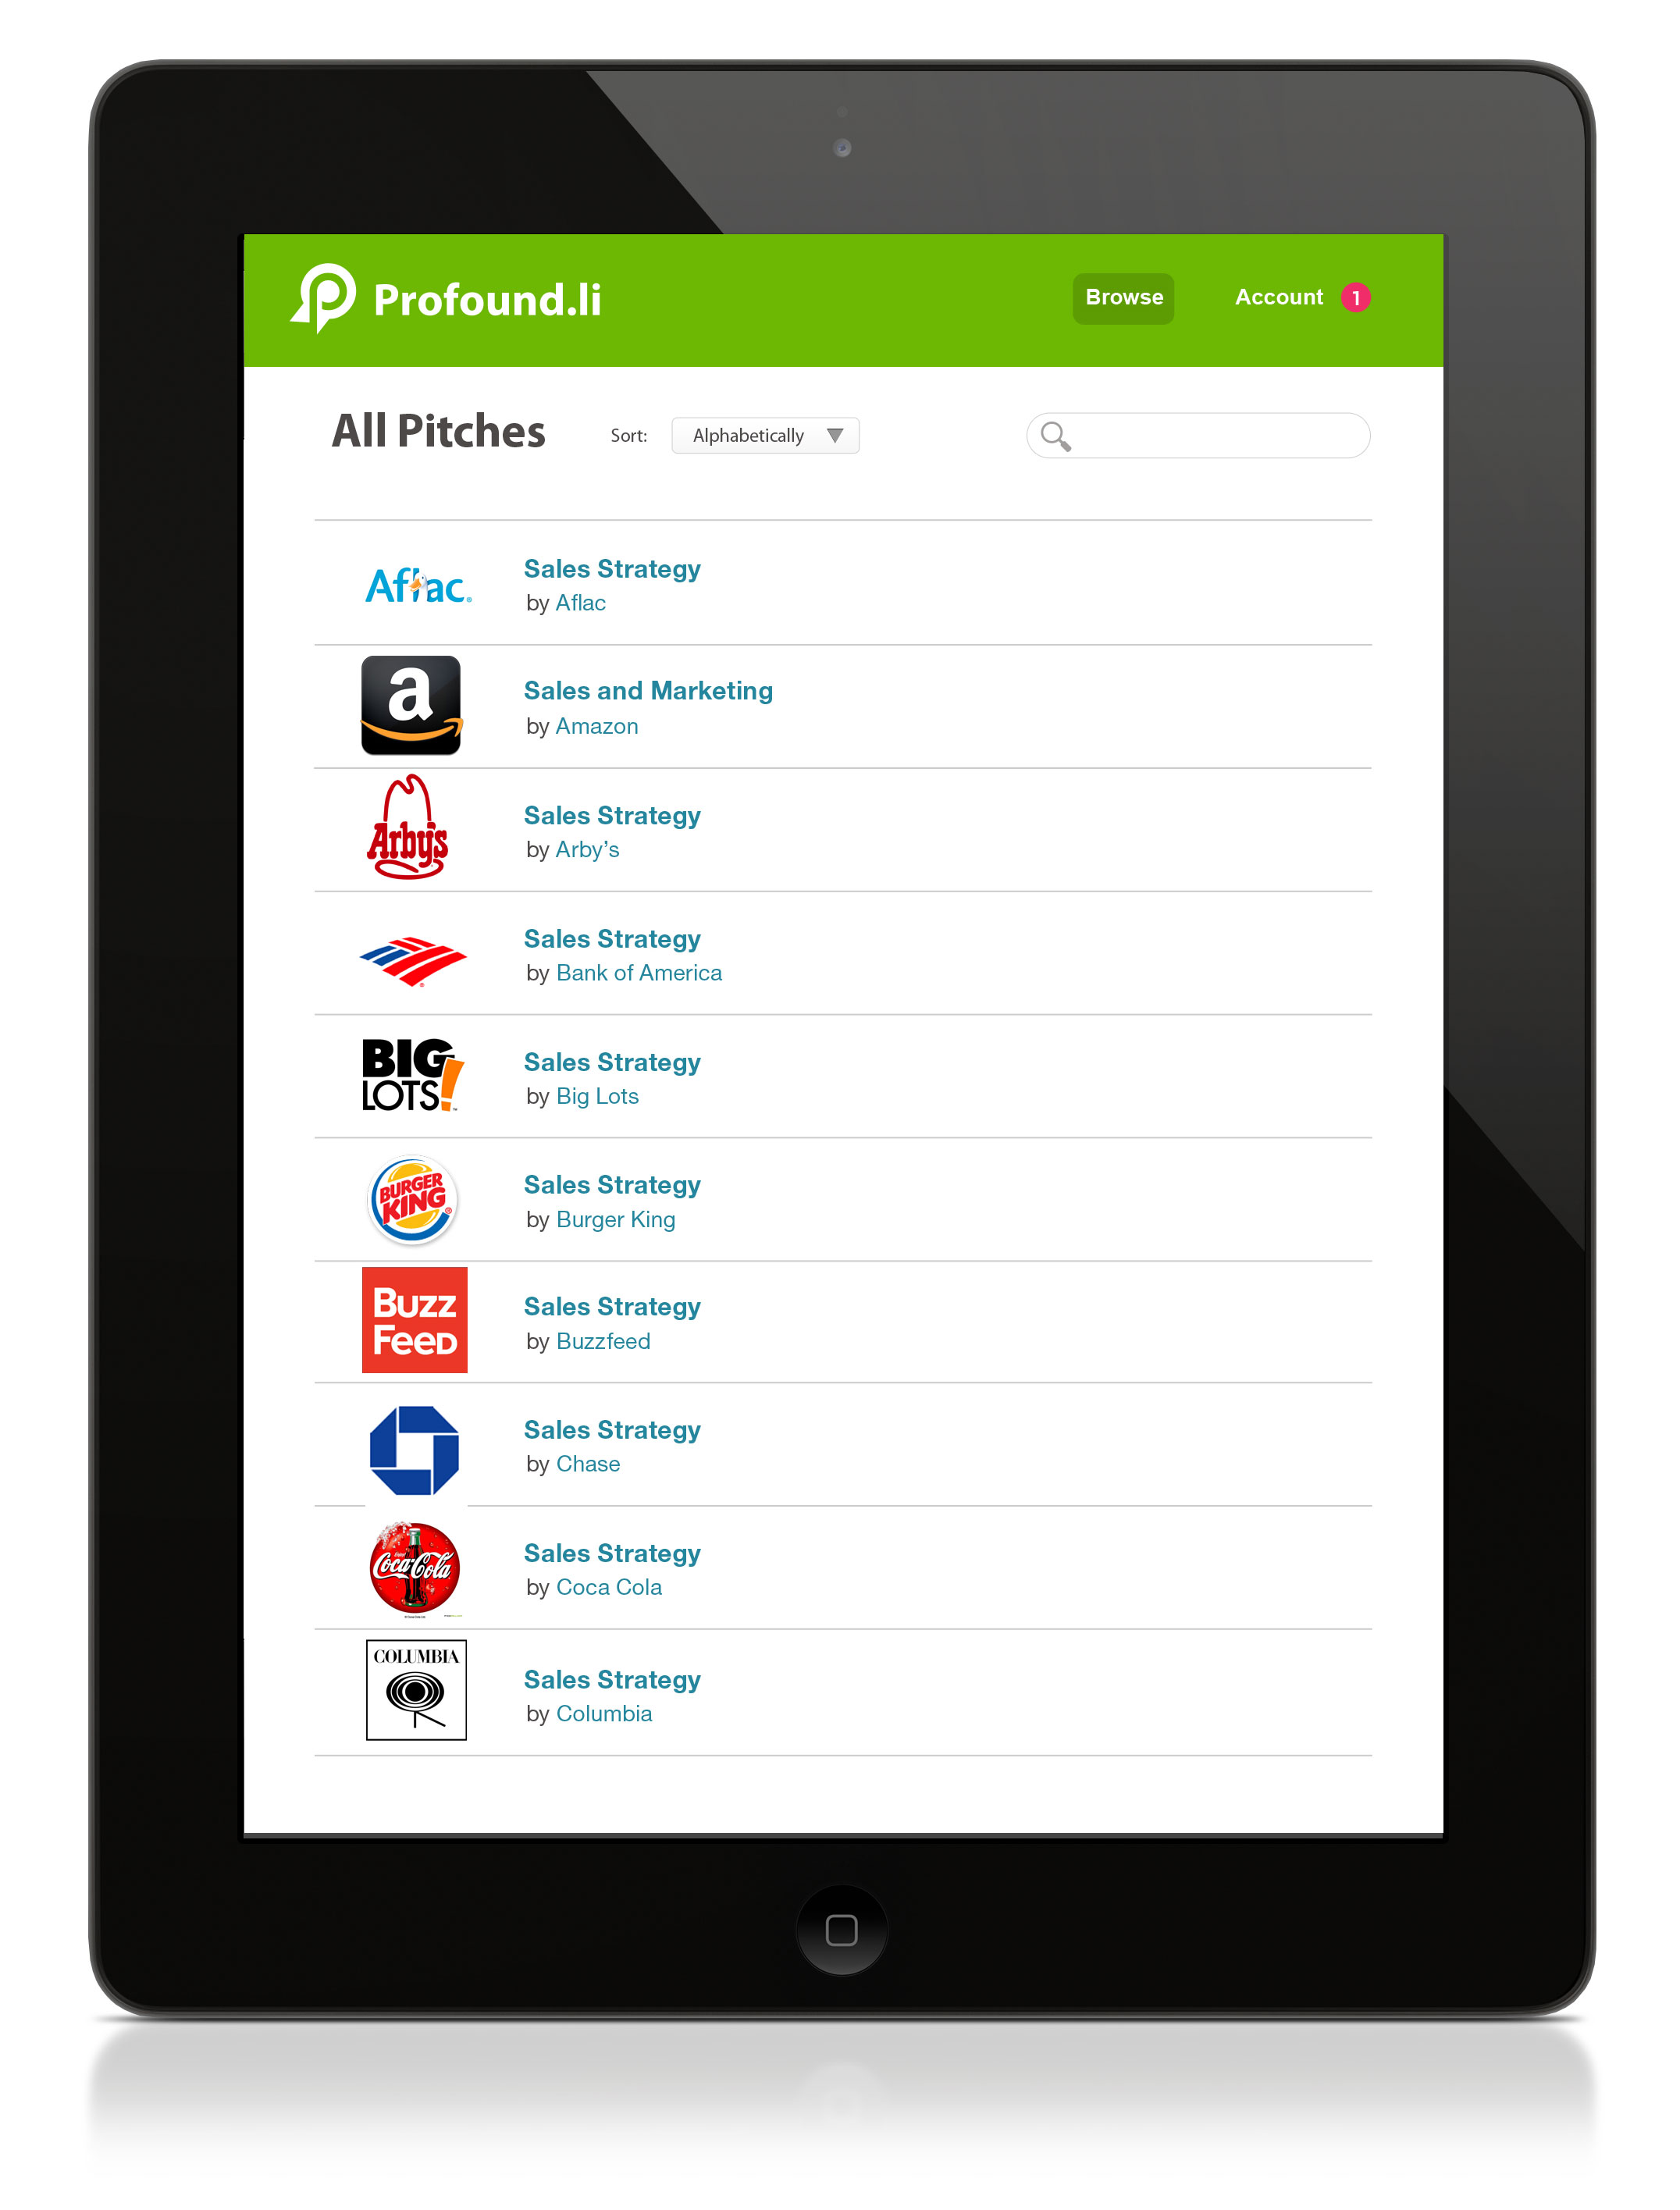 Profound.li
Browse
Account 1
All Pitches
Sort:
Alphabetically
Aflac
Sales Strategy
by Aflac
a
Sales and Marketing
by Amazon
Arby's
Sales Strategy
by Arby’s
Sales Strategy
by Bank of America
BIG
LOTS!
Sales Strategy
by Big Lots
BURGER
KING
Sales Strategy
by Burger King
BUZZ
FEED
Sales Strategy
by Buzzfeed
Sales Strategy
by Chase
Coca-Cola
Sales Strategy
by Coca Cola
COLUMBIA
Sales Strategy
by Columbia